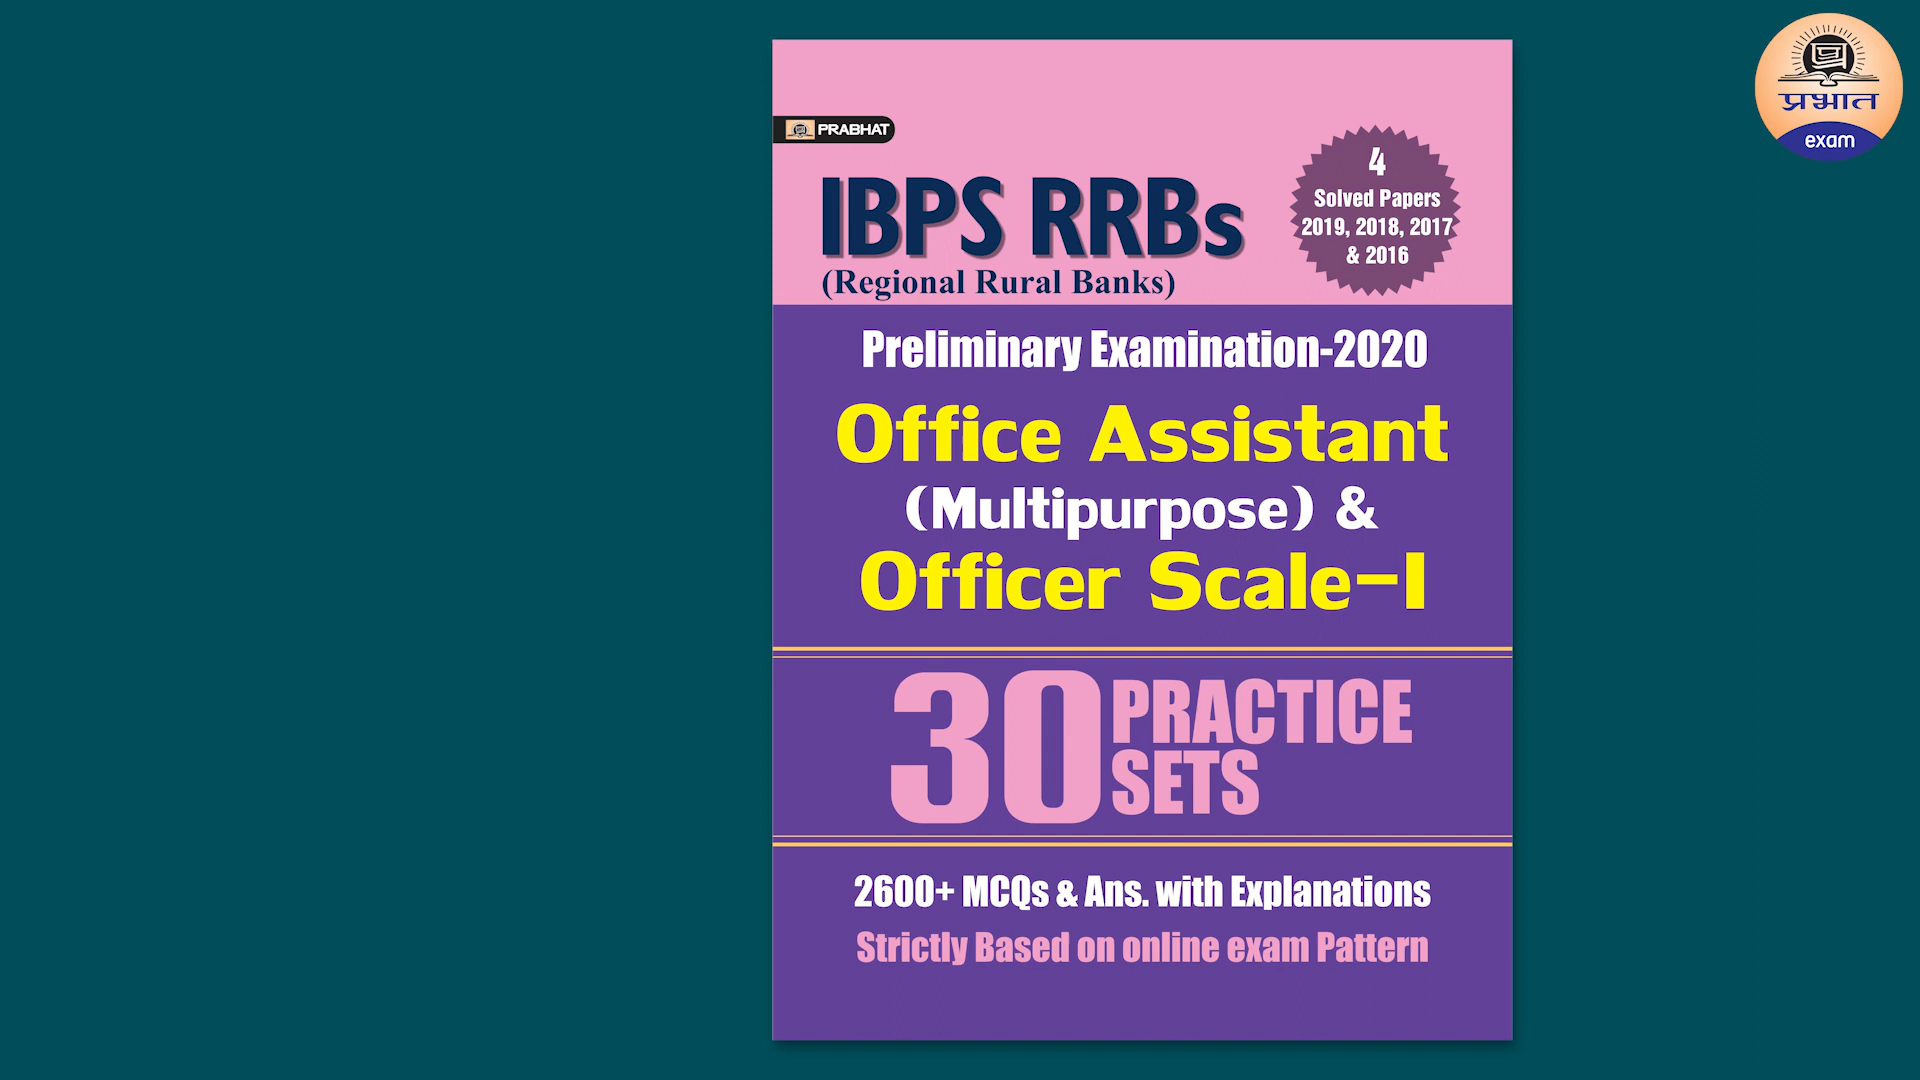 PRABHAT
IBPS RRBs
(Regional Rural Banks)
4
Solved Papers
2019, 2018, 2017
& 2016
Preliminary Examination-2020
Office Assistant
(Multipurpose) &
Officer Scale-I
30 PRACTICE
SETS
2600+ MCQs & Ans. with Explanations
Strictly Based on online exam Pattern
प्रभात
exam